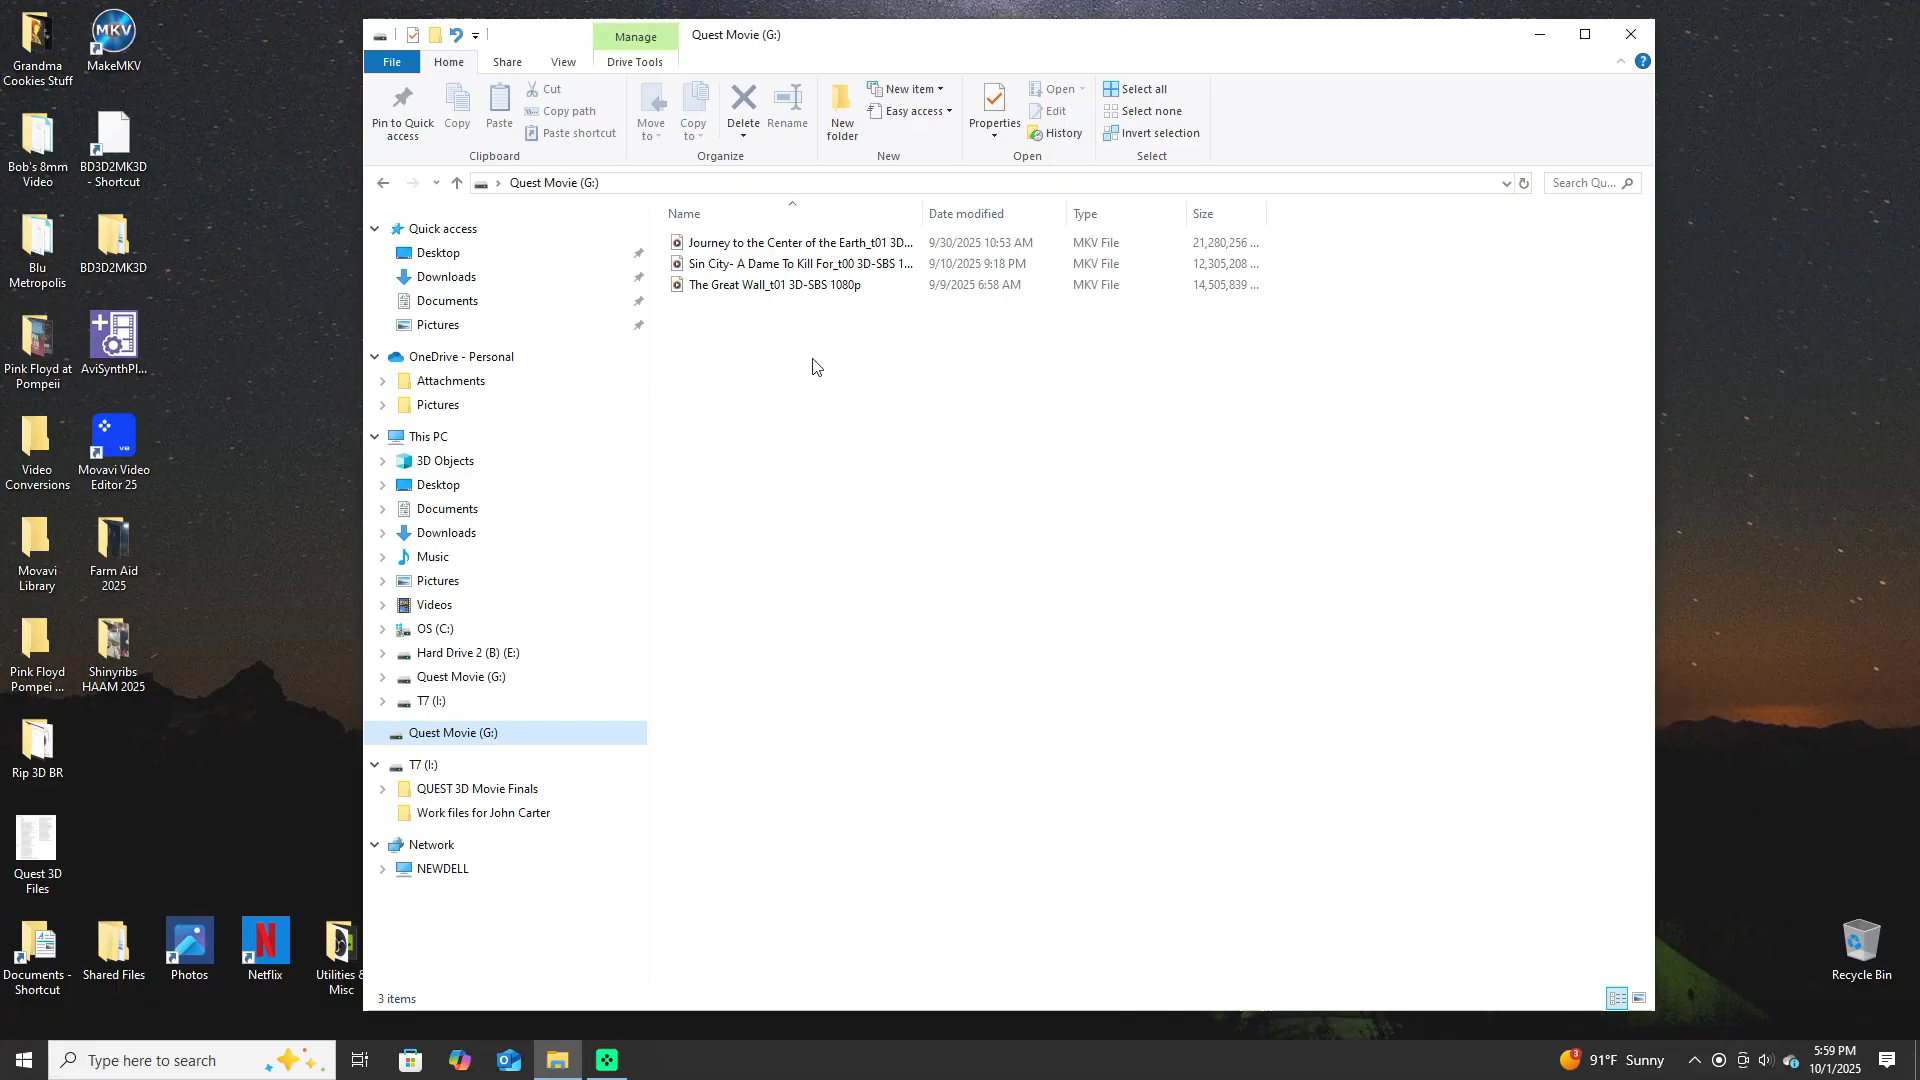 Grandma
Cookies Stuff
MKV
MakeMKV
Bob's 8mm
Video
BD3D2MK3D
- Shortcut
Blu
Metropolis
BD3D2MK3D
Pink Floyd at
Pompeii
AviSynthPl...
Video
Conversions
ve
Movavi Video
Editor 25
Movavi
Library
Farm Aid
2025
Pink Floyd
Pompei ...
Shinyribs
HAAM 2025
Rip 3D BR
Quest 3D
Files
Documents -
Shortcut
Shared Files
Photos
Netflix
Utilities &
Misc
Recycle Bin
Manage
Quest Movie (G:)
File
Home
Share
View
Drive Tools
Pin to Quick
access
Copy
Paste
Cut
Copy path
Paste shortcut
Clipboard
Move
to
Copy
to
Delete
Rename
Organize
New
folder
New item
Easy access
New
Properties
Open
Edit
History
Open
Select all
Select none
Invert selection
Select
Quest Movie (G:)
Search Qu...
Quick access
Desktop
Downloads
Documents
Pictures
OneDrive - Personal
Attachments
Pictures
This PC
3D Objects
Desktop
Documents
Downloads
Music
Pictures
Videos
OS (C:)
Hard Drive 2 (B) (E:)
Quest Movie (G:)
T7 (I:)
Quest Movie (G:)
T7 (I:)
QUEST 3D Movie Finals
Work files for John Carter
Network
NEWDELL
Name Date modified Type Size
Journey to the Center of the Earth_t01 3D... 9/30/2025 10:53 AM MKV File 21,280,256 ...
Sin City- A Dame To Kill For_t00 3D-SBS 1... 9/10/2025 9:18 PM MKV File 12,305,208 ...
The Great Wall_t01 3D-SBS 1080p 9/9/2025 6:58 AM MKV File 14,505,839 ...
3 items
Type here to search
3
91°F Sunny
5:59 PM
10/1/2025